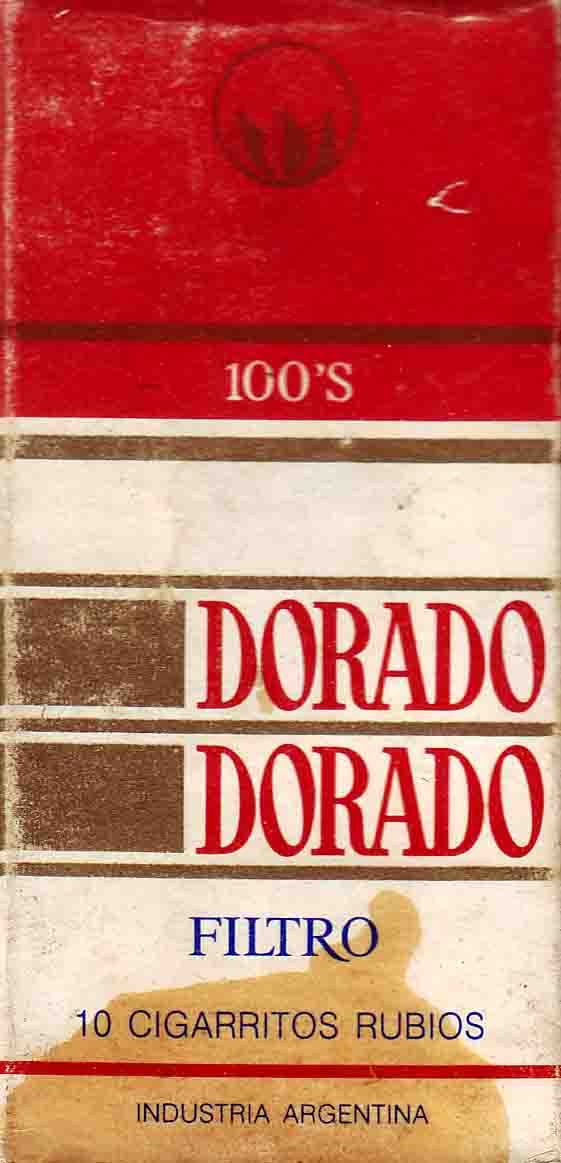 100'S
DORADO
DORADO
FILTRO
10 CIGARRITOS RUBIOS
INDUSTRIA ARGENTINA